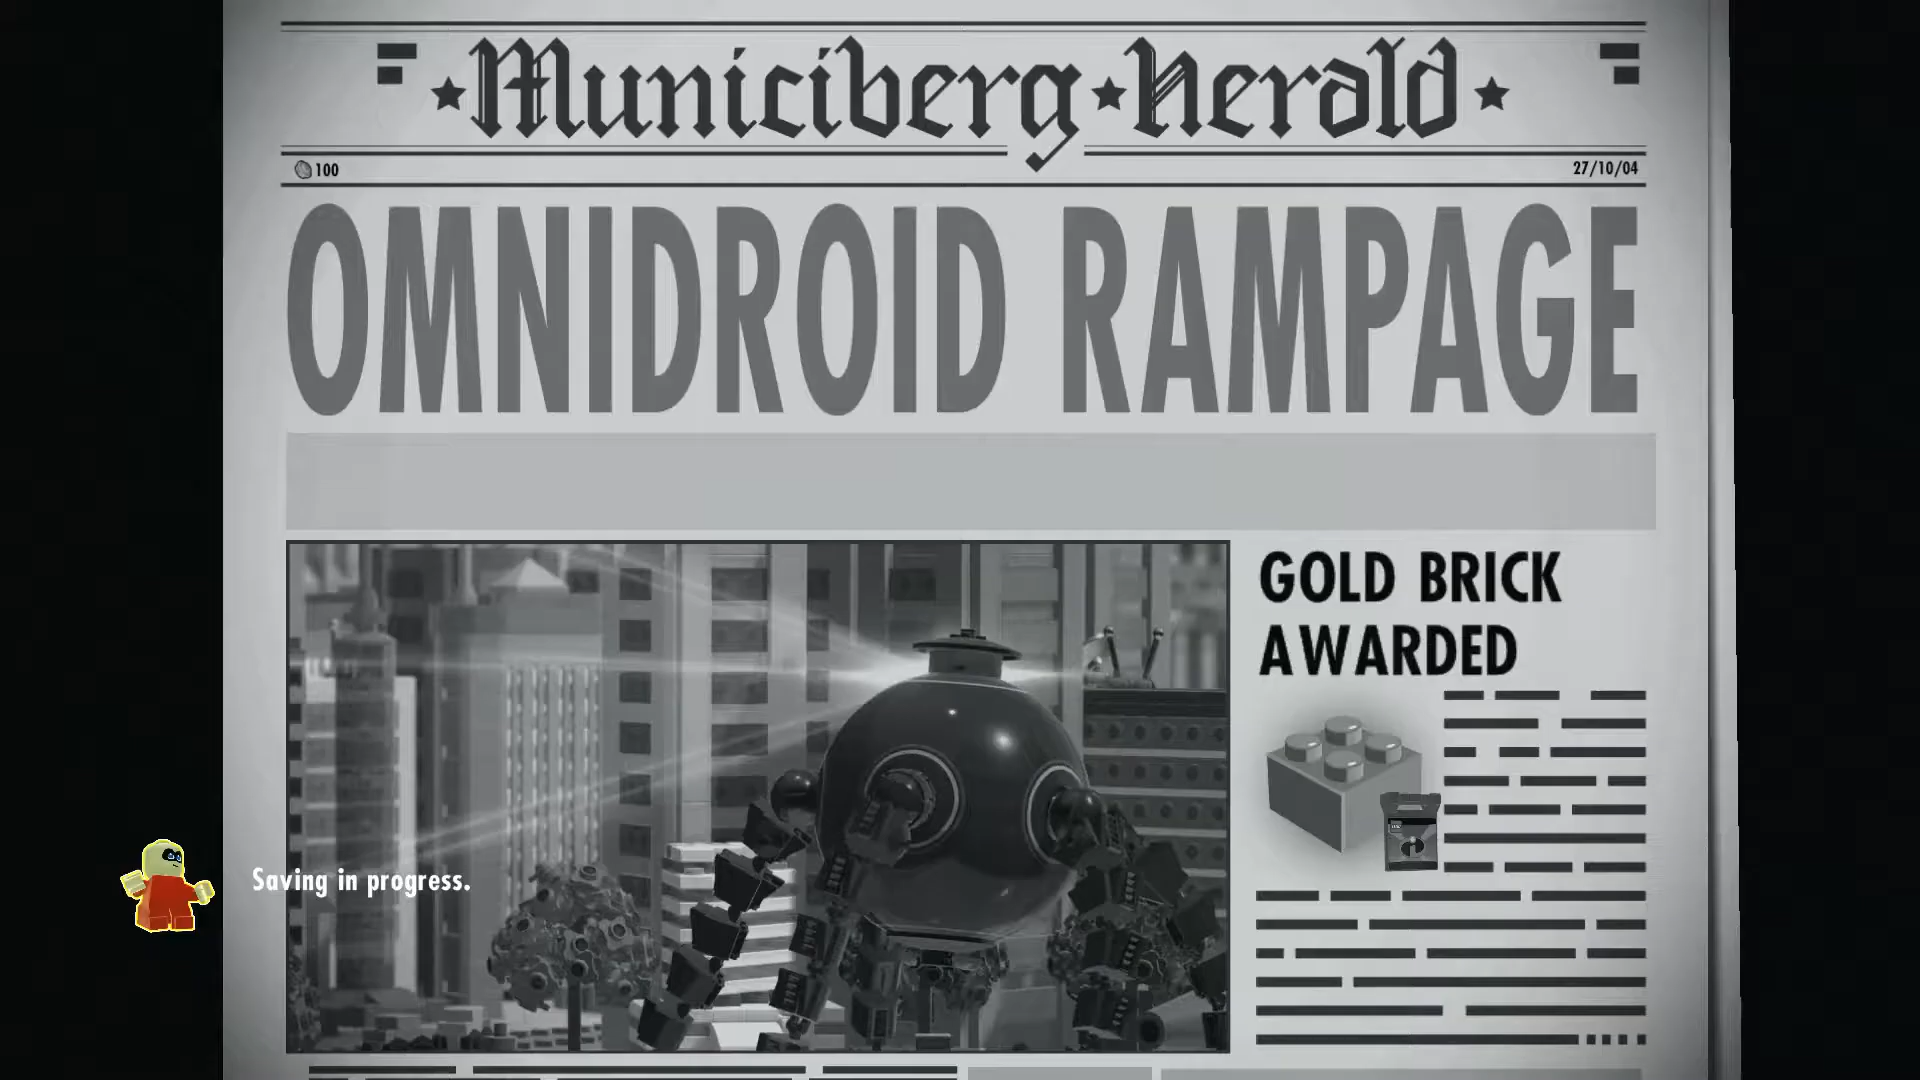 Municiberg Herald
100
27/10/04
OMNIDROID RAMPAGE
GOLD BRICK
AWARDED
Saving in progress.